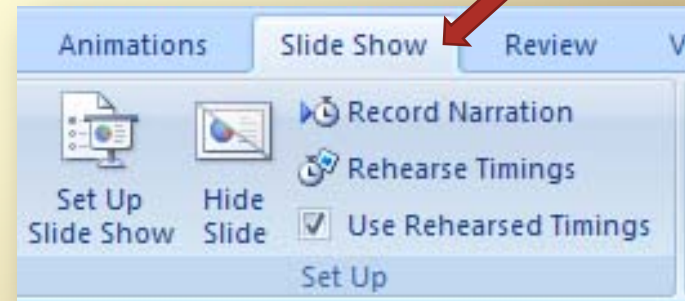 Animations Slide Show Review
Record Narration
Rehearse Timings
Set Up Hide
Slide Show Slide Use Rehearsed Timings
Set Up